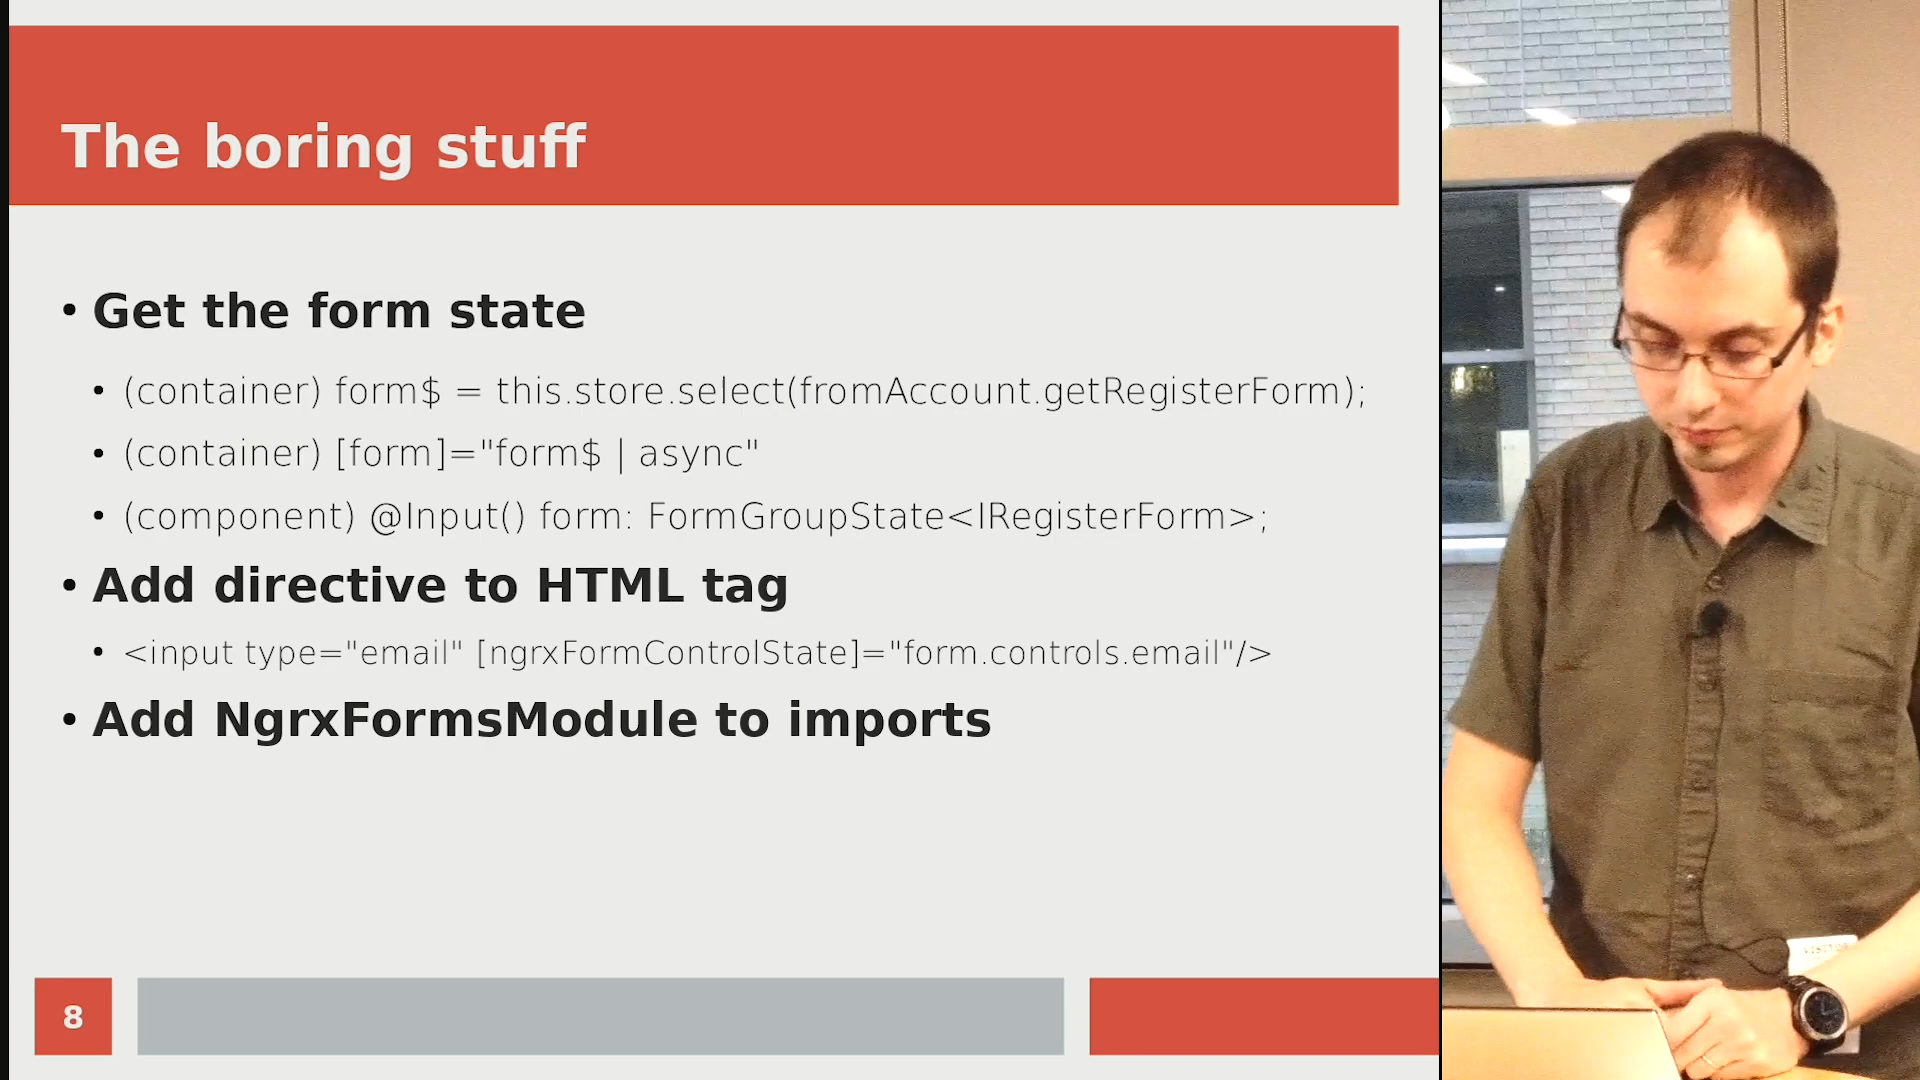 The boring stuff
• Get the form state
• (container) form$ = this.store.select(fromAccount.getRegisterForm);
• (container) [form]="form$ | async"
• (component) @Input() form: FormGroupState<IRegisterForm>;
• Add directive to HTML tag
• <input type="email" [ngrxFormControlState]="form.controls.email"/>
• Add NgrxFormsModule to imports
8
VISITOR